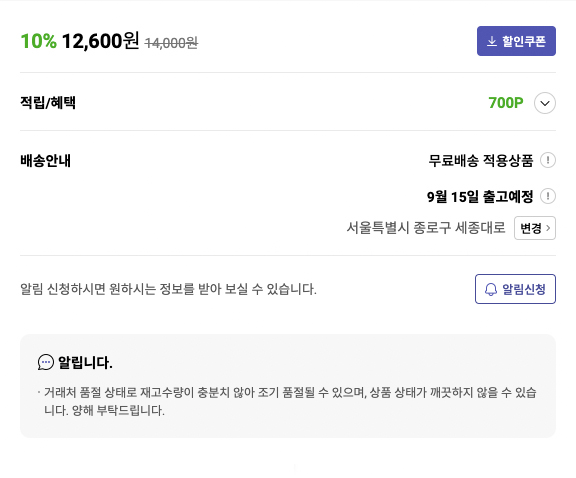 10% 12,600원 14,000원 할인쿠폰
적립/혜택 700P
배송안내 무료배송 적용상품 !
9월 15일 출고예정 !
서울특별시 종로구 세종대로 변경 >
알림 신청하시면 원하시는 정보를 받아 보실 수 있습니다. 알림신청
알립니다.
· 거래처 품절 상태로 재고수량이 충분치 않아 조기 품절될 수 있으며, 상품 상태가 깨끗하지 않을 수 있습
니다. 양해 부탁드립니다.